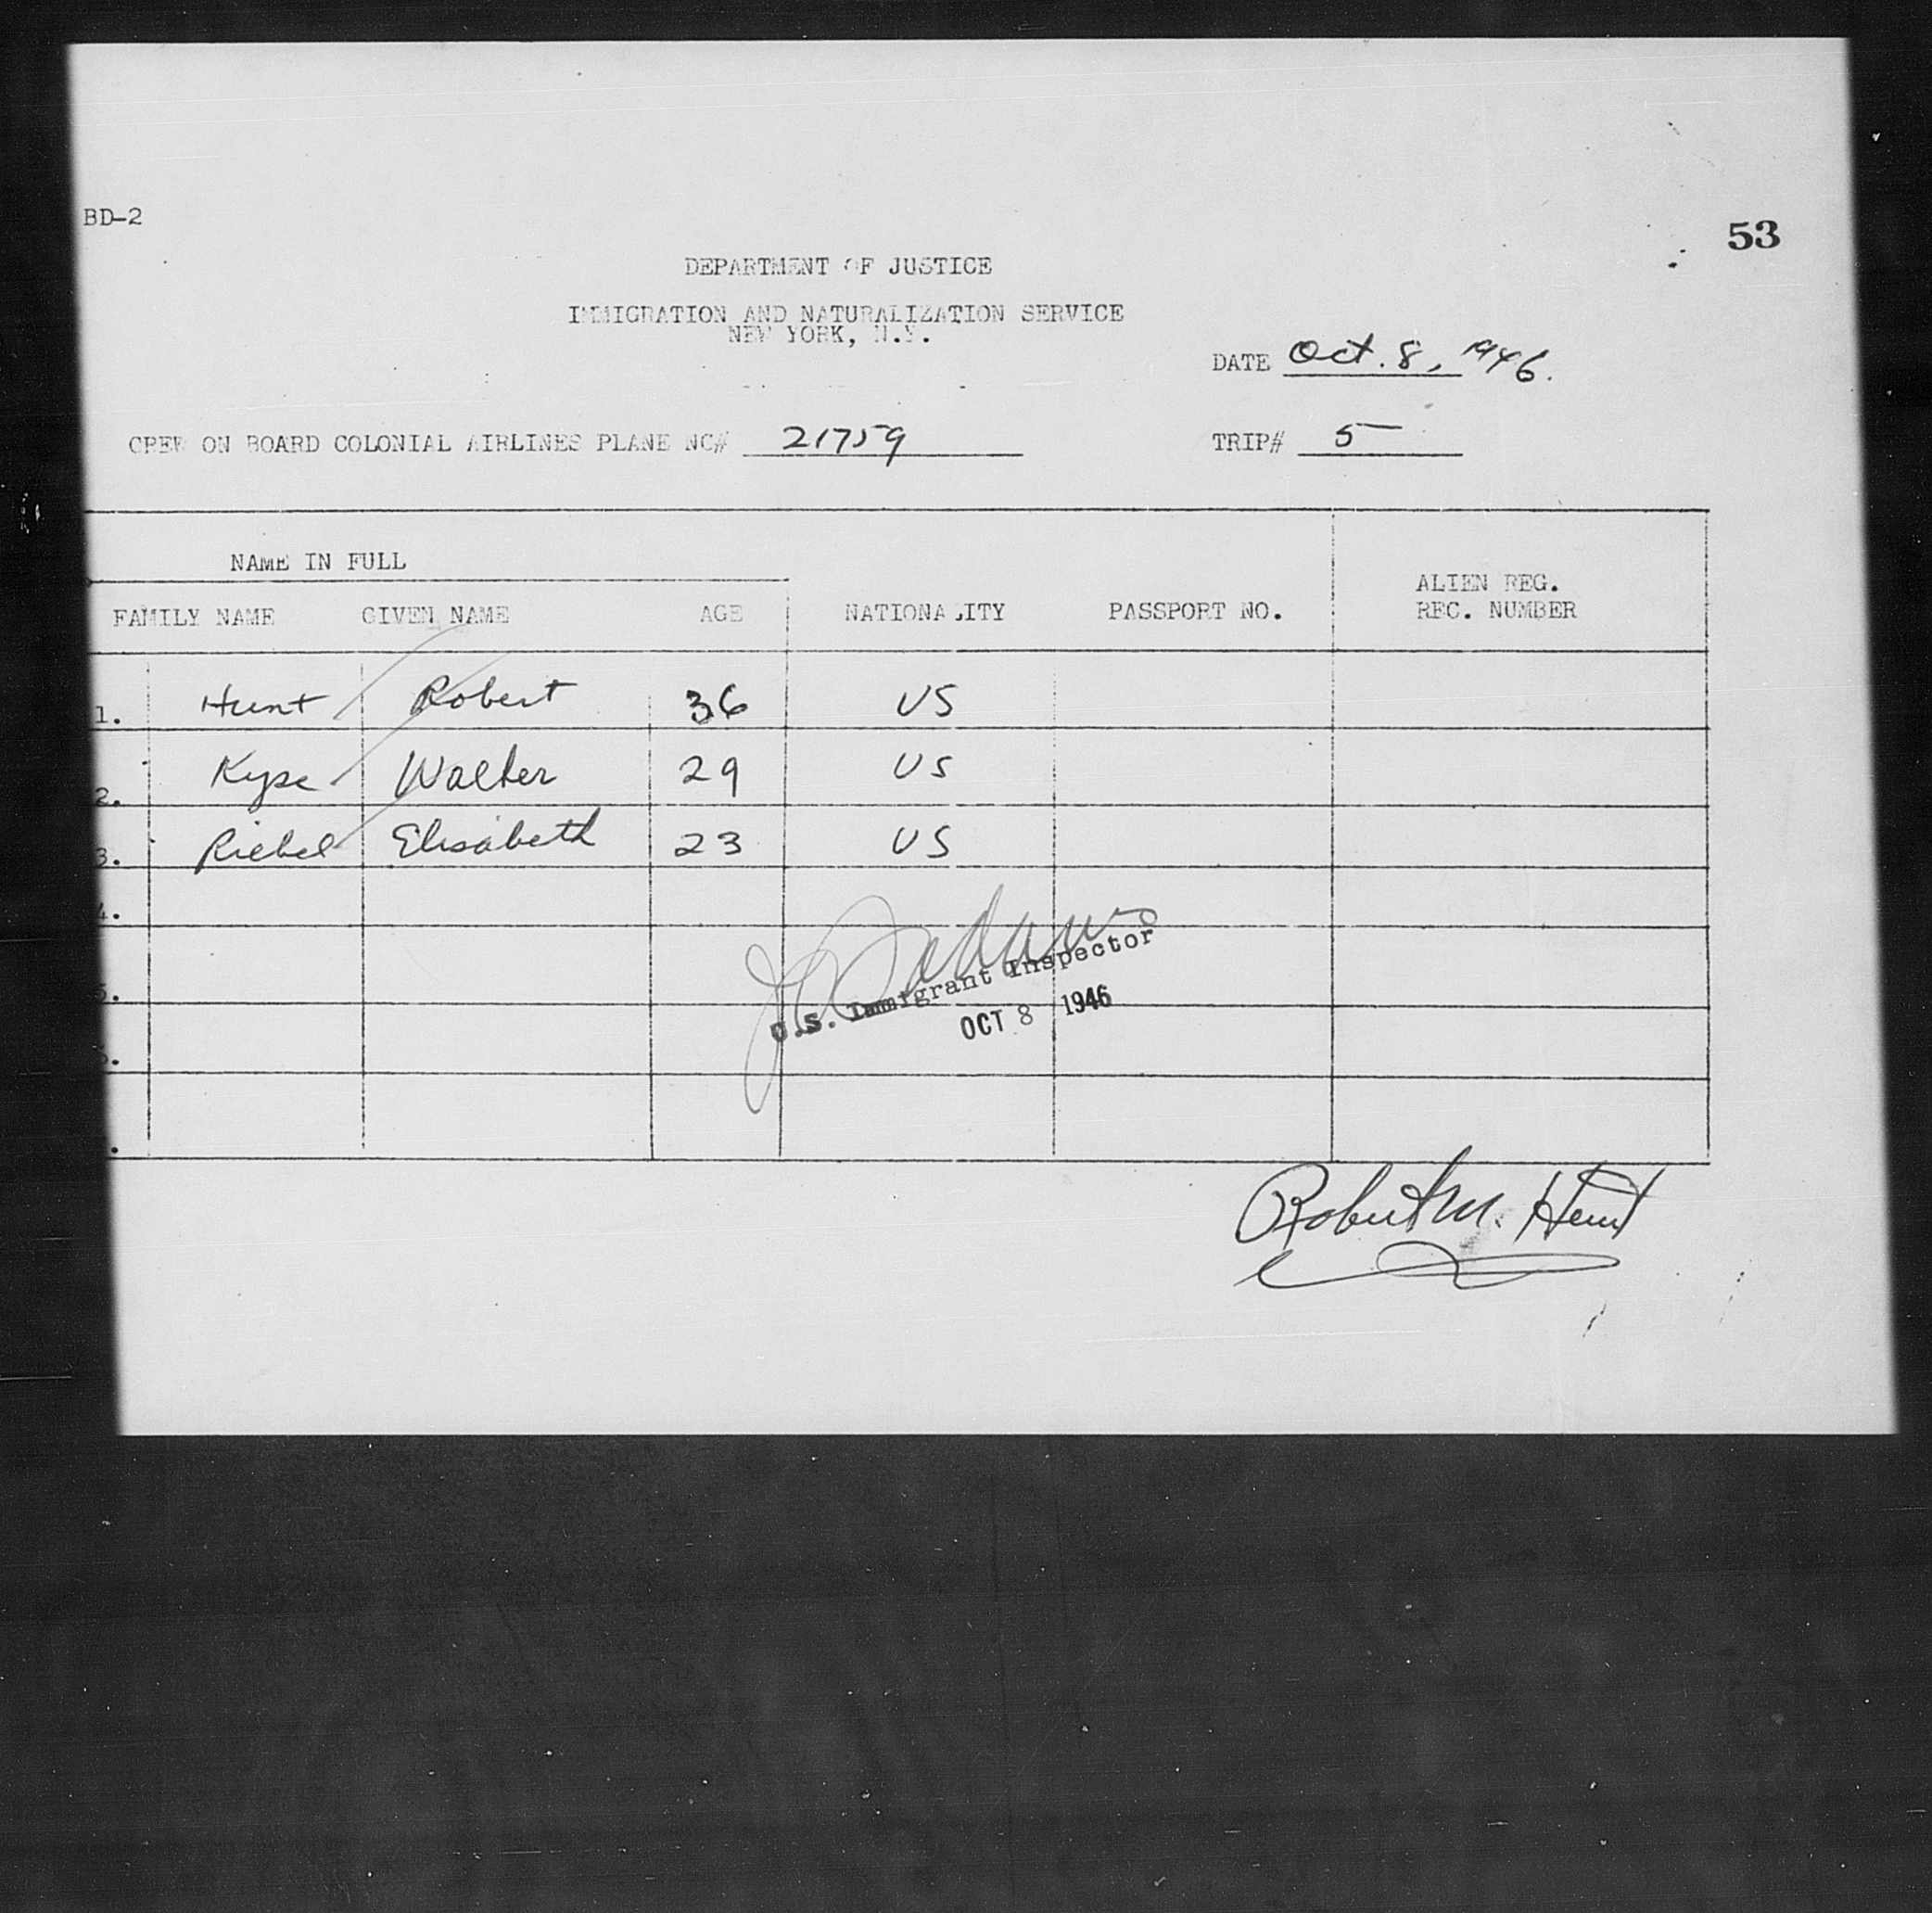 BD-2
53
DEPARTMENT OF JUSTICE
IMMIGRATION AND NATURALIZATION SERVICE
NEW YORK, N.Y.
DATE Oct. 8, 1946.
CREW ON BOARD COLONIAL AIRLINES PLANE NC# 21759 TRIP# 5
NAME IN FULL
FAMILY NAME GIVEN NAME AGE NATIONALITY PASSPORT NO. ALIEN REG. REC. NUMBER
1. Hunt Robert 36 US
2. Kyse Walter 29 US
3. Riebel Elisabeth 23 US
4.
5.
6.
U.S. Immigrant Inspector
OCT 8 1946
Robert M. Hunt